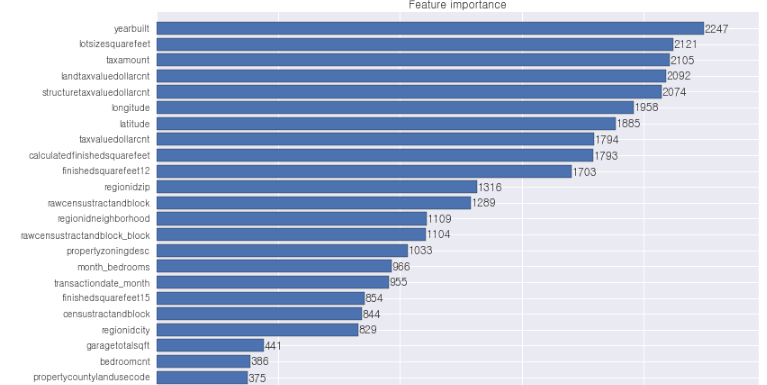 Feature importance
yearbuilt 2247
lotsizesquarefeet 2121
taxamount 2105
landtaxvaluedollarcnt 2092
structuretaxvaluedollarcnt 2074
longitude 1958
latitude 1885
taxvaluedollarcnt 1794
calculatedfinishedsquarefeet 1793
finishedsquarefeet12 1703
regionidzip 1316
rawcensustractandblock 1289
regionidneighborhood 1109
rawcensustractandblock_block 1104
propertyzoningdesc 1033
month_bedrooms 966
transactiondate_month 955
finishedsquarefeet15 854
censustractandblock 844
regionidcity 829
garagetotalsqft 441
bedroomcnt 386
propertycountylandusecode 375